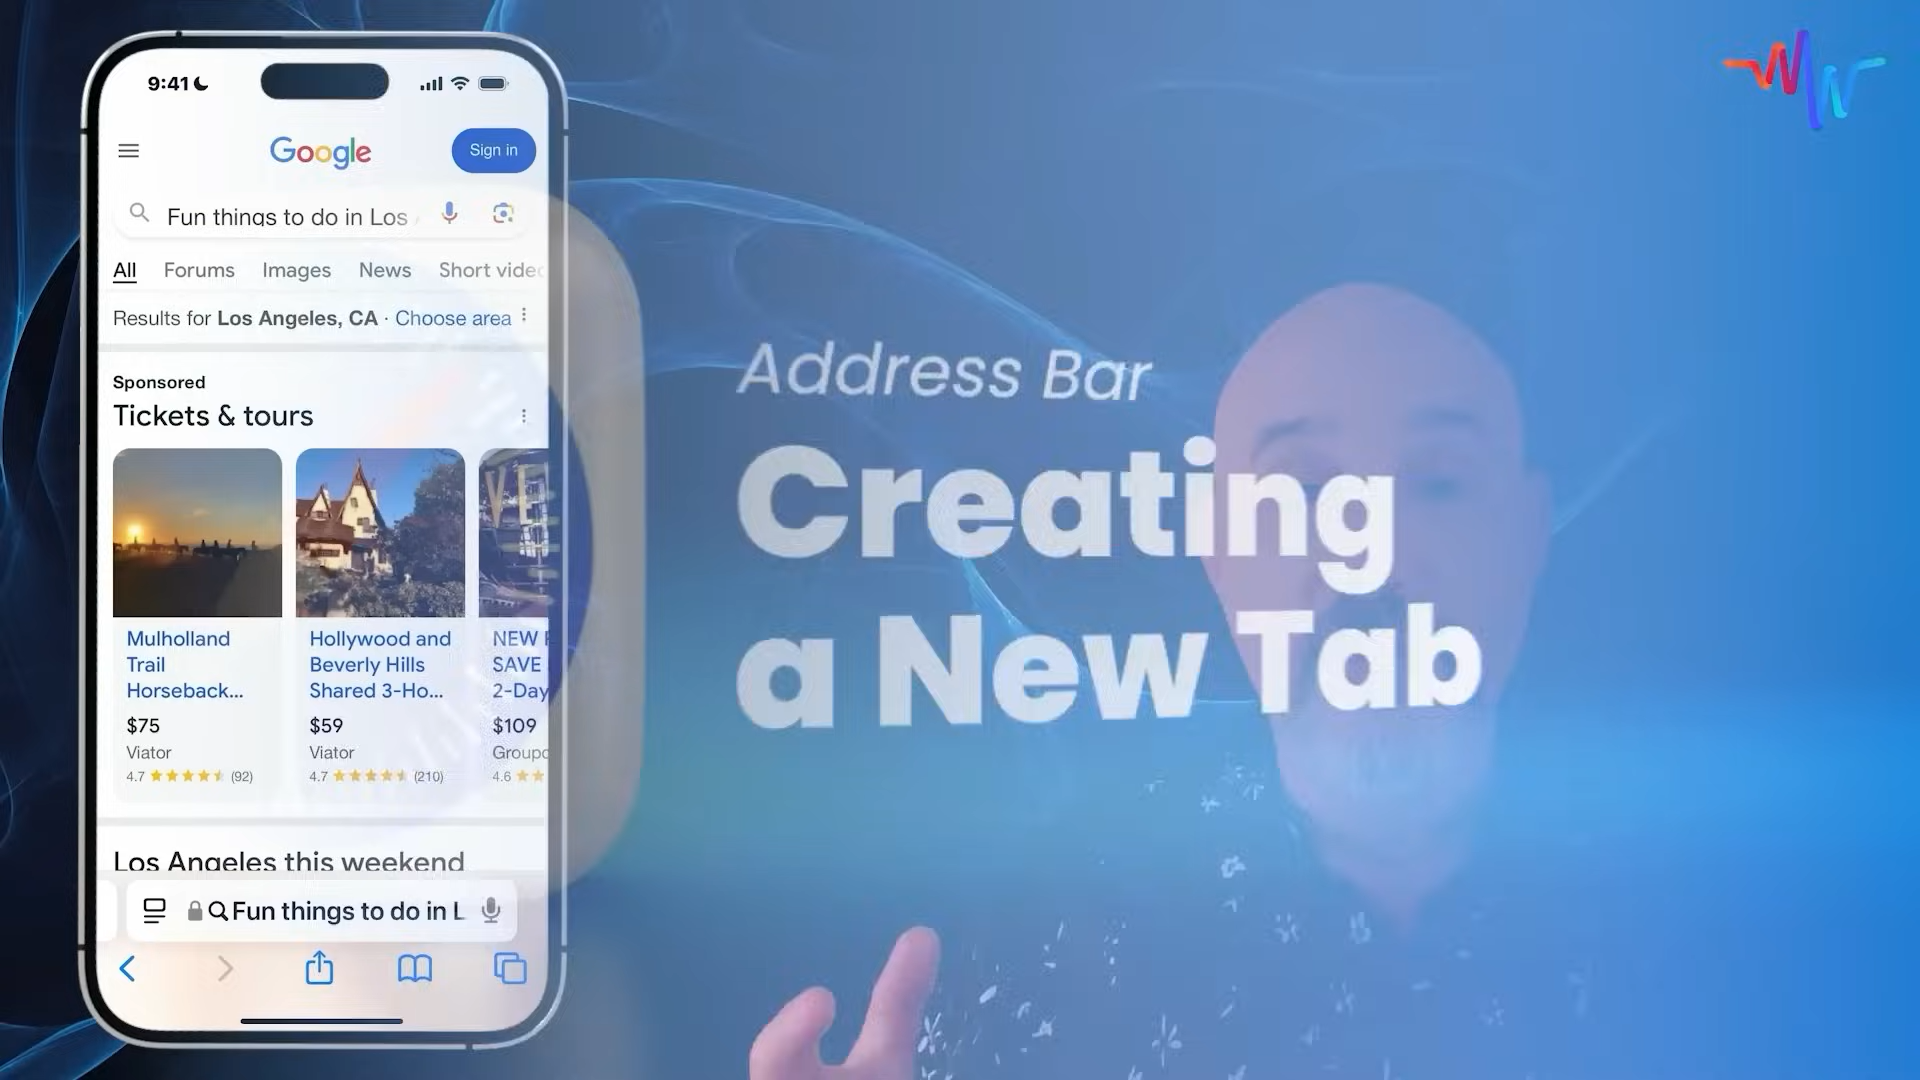 9:41
Google
Sign in
Fun things to do in Los
All
Forums
Images
News
Short video
Results for Los Angeles, CA · Choose area
Sponsored
Tickets & tours
Mulholland
Trail
Horseback...
$75
Viator
4.7
(92)
Hollywood and
Beverly Hills
Shared 3-Ho...
$59
Viator
4.7
(210)
NEW
SAVE
2-Day
$109
Groupo
4.6
Los Angeles this weekend
Fun things to do in L
Address Bar
Creating
a New Tab